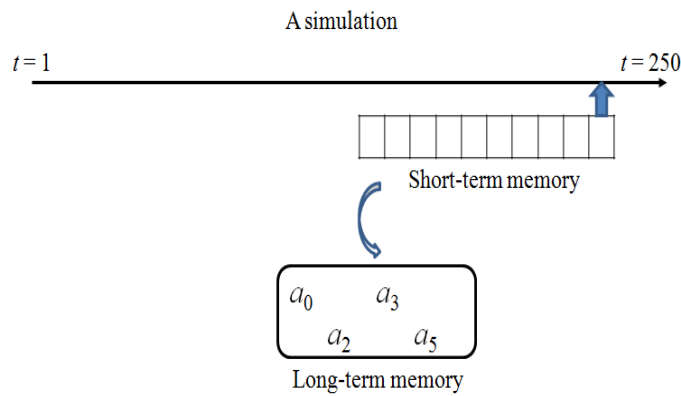 A simulation
t = 1
t = 250
Short-term memory
a0 a3
a2 a5
Long-term memory